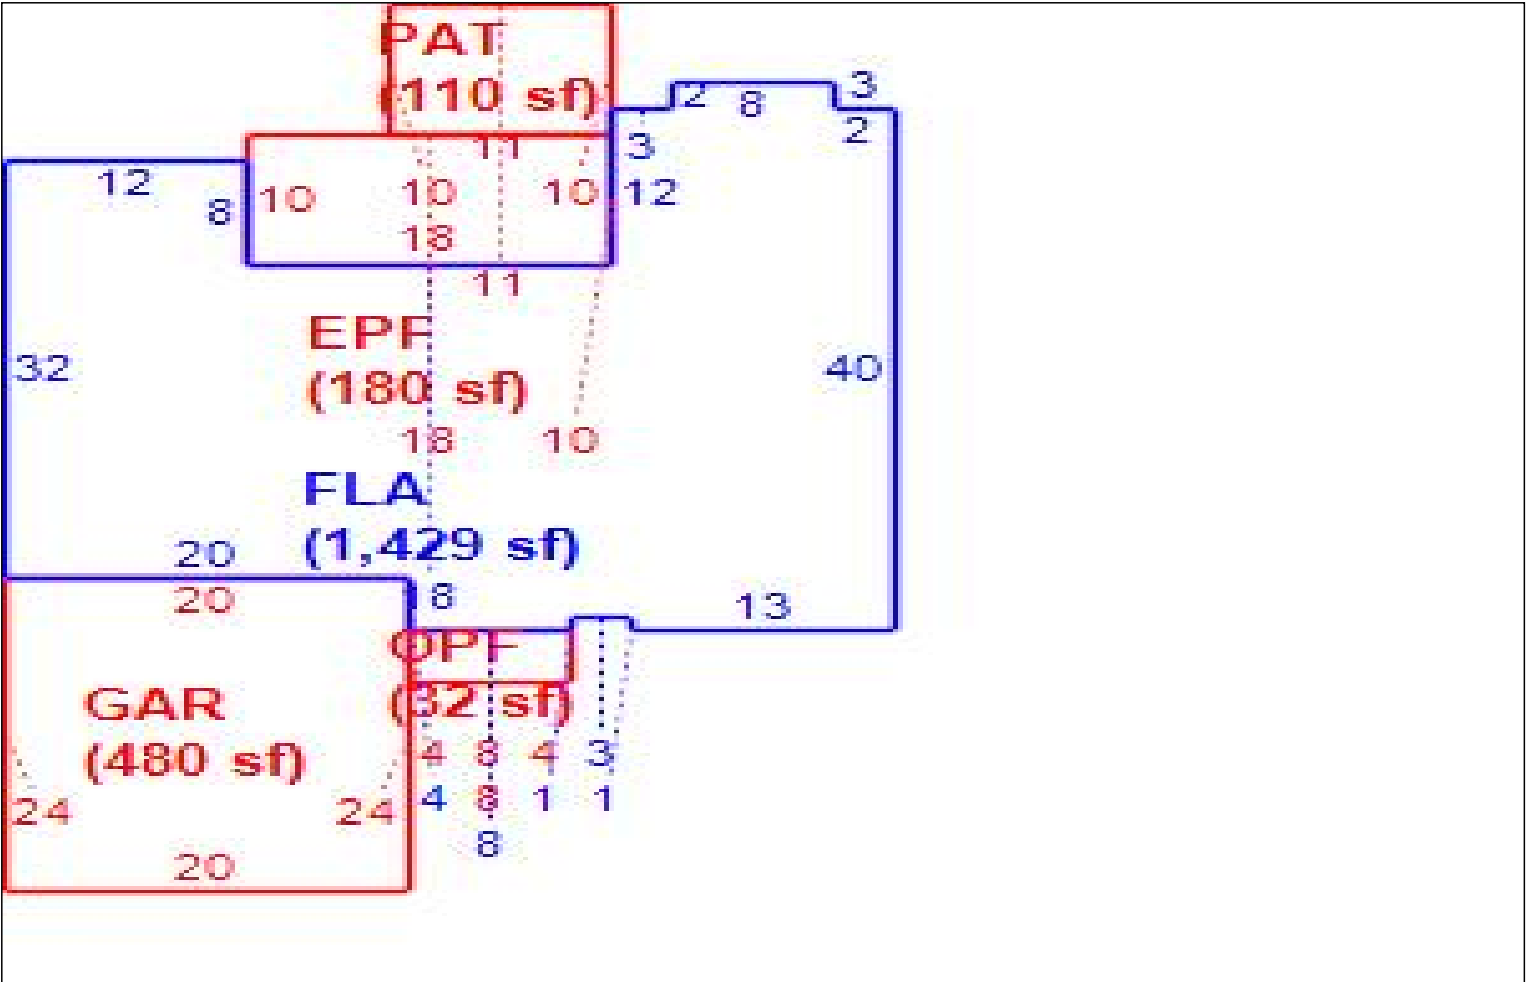 PAT
(110 sf)
2 8 3
11 3 2
12 8 10 10 10 12
18
11
EPF
(180 sf)
32 40
18 10
FLA
(1,429 sf)
20
20 8 13
OPF
(32 sf)
GAR
(480 sf)
4 8 4 3
24 24 4 8 1 1
8
20